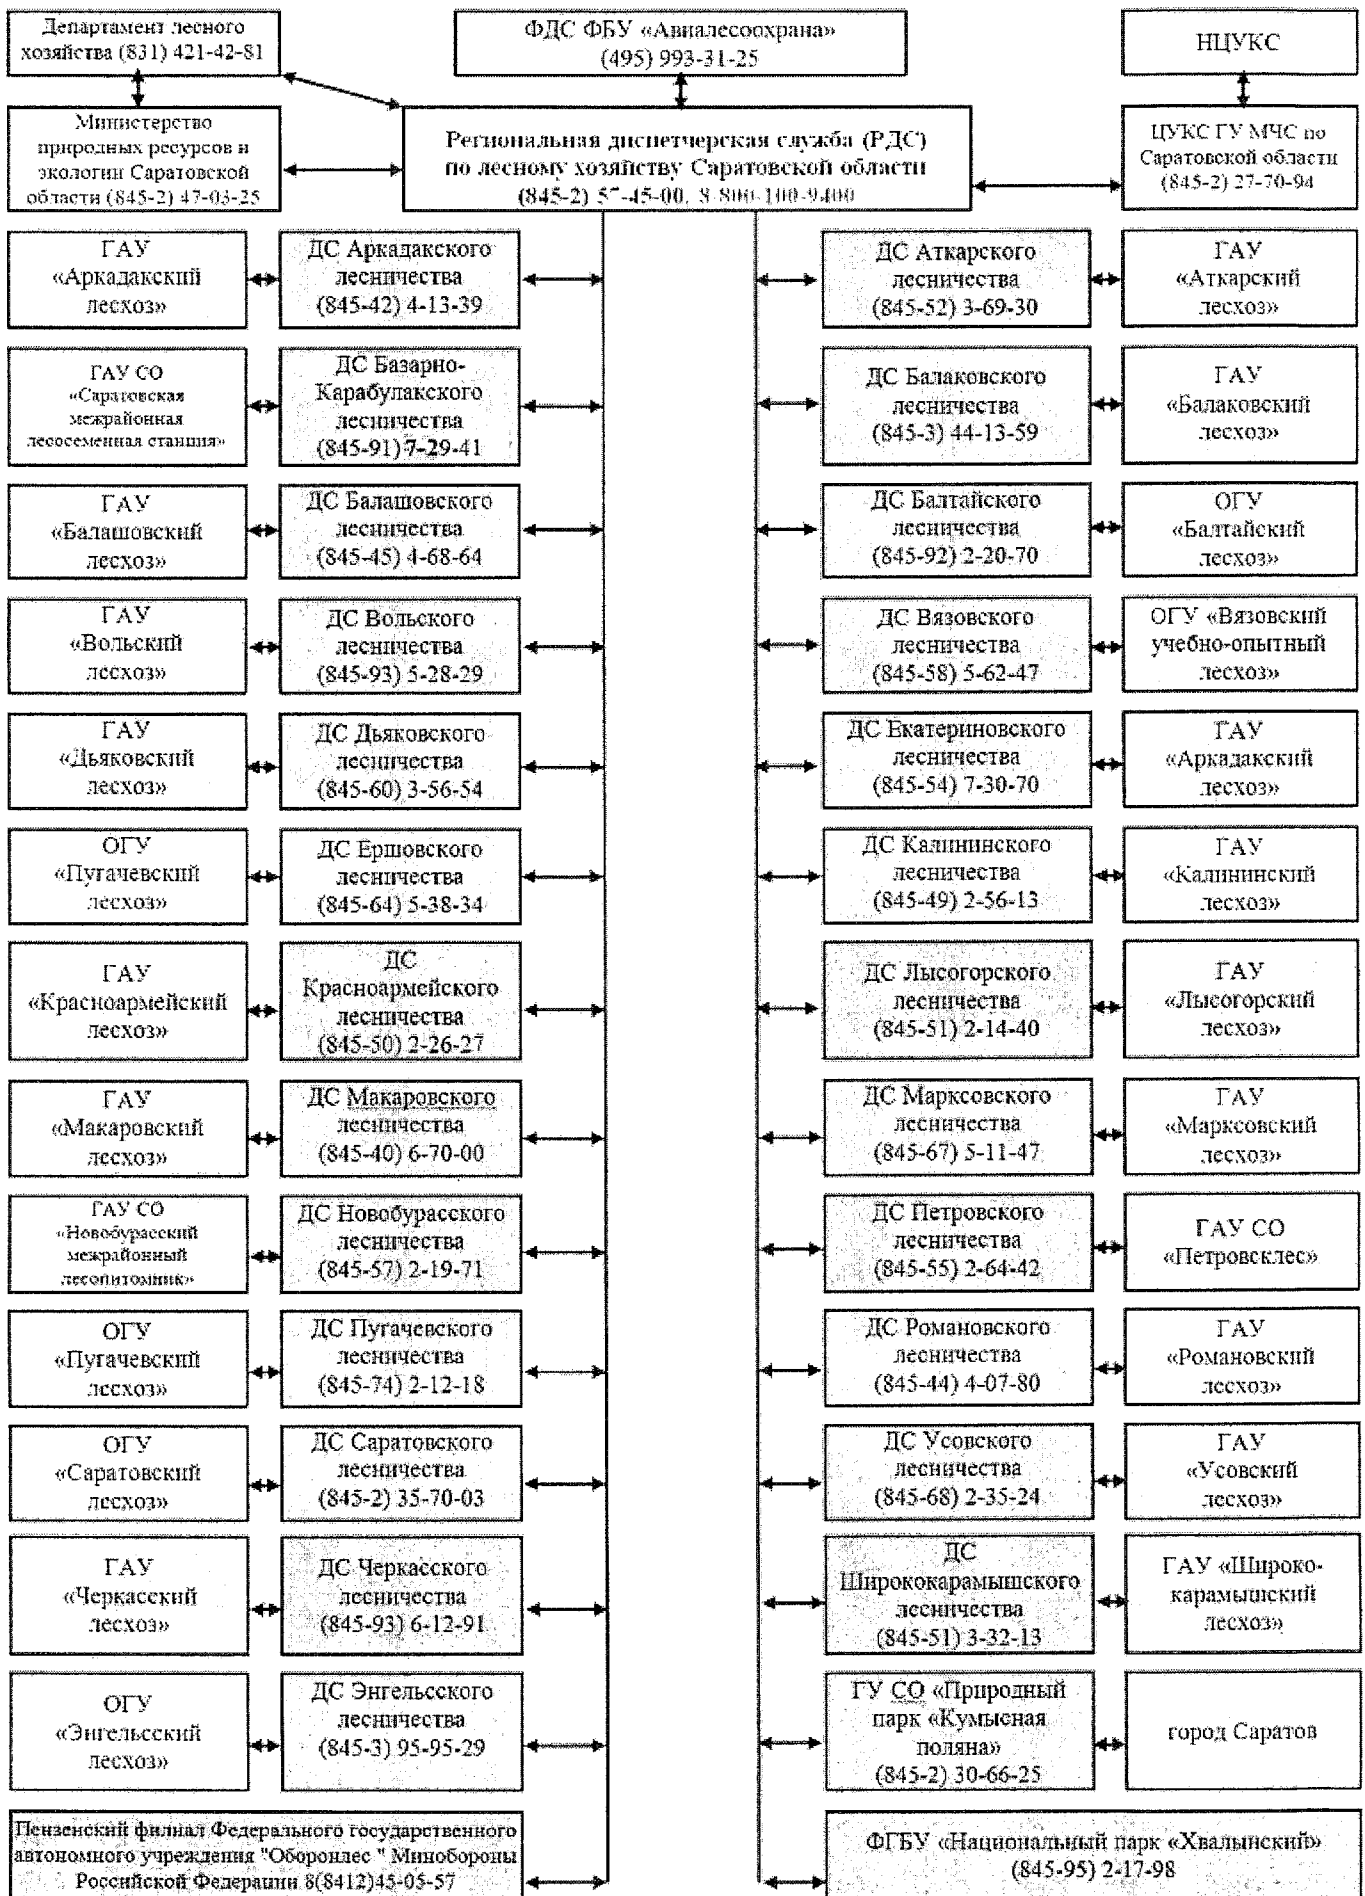 Департамент лесного
хозяйства (831) 421-42-81
ФДС ФБУ «Авиалесоохрана»
(495) 993-31-25
НЦУКС
Министерство
природных ресурсов и
экологии Саратовской
области (845-2) 47-03-25
Региональная диспетчерская служба (РДС)
по лесному хозяйству Саратовской области
(845-2) 57-45-00, 8-800-100-9400
ЦУКС ГУ МЧС по
Саратовской области
(845-2) 27-70-94
ГАУ
«Аркадакский
лесхоз»
ДС Аркадакского
лесничества
(845-42) 4-13-39
ДС Аткарского
лесничества
(845-52) 3-69-30
ГАУ
«Аткарский
лесхоз»
ГАУ СО
«Саратовская
межрайонная
лесосеменная станция»
ДС Базарно-
Карабулакского
лесничества
(845-91) 7-29-41
ДС Балаковского
лесничества
(845-3) 44-13-59
ГАУ
«Балаковский
лесхоз»
ГАУ
«Балашовский
лесхоз»
ДС Балашовского
лесничества
(845-45) 4-68-64
ДС Балтайского
лесничества
(845-92) 2-20-70
ОГУ
«Балтайский
лесхоз»
ГАУ
«Вольский
лесхоз»
ДС Вольского
лесничества
(845-93) 5-28-29
ДС Вязовского
лесничества
(845-58) 5-62-47
ОГУ «Вязовский
учебно-опытный
лесхоз»
ГАУ
«Дьяковский
лесхоз»
ДС Дьяковского
лесничества
(845-60) 3-56-54
ДС Екатериновского
лесничества
(845-54) 7-30-70
ГАУ
«Аркадакский
лесхоз»
ОГУ
«Пугачевский
лесхоз»
ДС Ершовского
лесничества
(845-64) 5-38-34
ДС Калининского
лесничества
(845-49) 2-56-13
ГАУ
«Калининский
лесхоз»
ГАУ
«Красноармейский
лесхоз»
ДС
Красноармейского
лесничества
(845-50) 2-26-27
ДС Лысогорского
лесничества
(845-51) 2-14-40
ГАУ
«Лысогорский
лесхоз»
ГАУ
«Макаровский
лесхоз»
ДС Макаровского
лесничества
(845-40) 6-70-00
ДС Марксовского
лесничества
(845-67) 5-11-47
ГАУ
«Марксовский
лесхоз»
ГАУ СО
«Новобурасский
межрайонный
лесопитомник»
ДС Новобурасского
лесничества
(845-57) 2-19-71
ДС Петровского
лесничества
(845-55) 2-64-42
ГАУ СО
«Петровсклес»
ОГУ
«Пугачевский
лесхоз»
ДС Пугачевского
лесничества
(845-74) 2-12-18
ДС Романовского
лесничества
(845-44) 4-07-80
ГАУ
«Романовский
лесхоз»
ОГУ
«Саратовский
лесхоз»
ДС Саратовского
лесничества
(845-2) 35-70-03
ДС Усовского
лесничества
(845-68) 2-35-24
ГАУ
«Усовский
лесхоз»
ГАУ
«Черкасский
лесхоз»
ДС Черкасского
лесничества
(845-93) 6-12-91
ДС
Ширококарамышского
лесничества
(845-51) 3-32-13
ГАУ «Широко-
карамышский
лесхоз»
ОГУ
«Энгельсский
лесхоз»
ДС Энгельсского
лесничества
(845-3) 95-95-29
ГУ СО «Природный
парк «Кумысная
поляна»
(845-2) 30-66-25
город Саратов
Пензенский филиал Федерального государственного
автономного учреждения "Оборонлес " Минобороны
Российской Федерации 8(8412)45-05-57
ФГБУ «Национальный парк «Хвалынский»
(845-95) 2-17-98